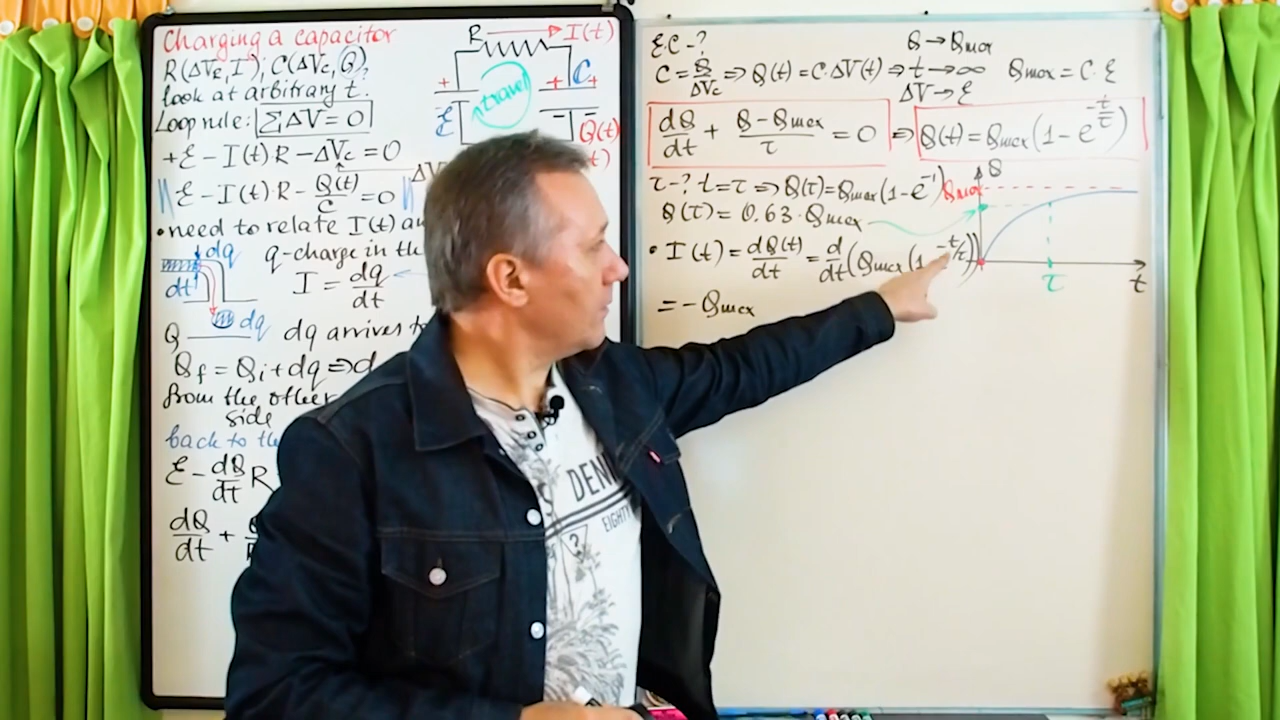 Charging a capacitor
R(ΔV_R, I); C(ΔV_C, Q)?
look at arbitrary t.
Loop rule: ΣΔV = 0
+ℰ − I(t)R − ΔV_C = 0
ℰ − I(t)·R − Q(t)/C = 0
• need to relate I(t)
q-charge in the
I = dq/dt
dq
dt
dq
Q
dq arrives
Q_f = Q_i + dq ⇒
from the other
side
back to
ℰ − dQ/dt R
dQ/dt +
R
I(t)
+
+
+
C
ℰ
travel
Q(t)
ΔV
E.C-?
Q → Q_max
C = Q/ΔV_C ⇒ Q(t) = C·ΔV(t) ⇒ t → ∞ Q_max = C·ℰ
ΔV → ℰ
dQ/dt + (Q − Q_max)/τ = 0 ⇒ Q(t) = Q_max(1 − e^(−t/τ))
τ-? t = τ ⇒ Q(τ) = Q_max(1 − e^(−1))
Q(τ) = 0.63·Q_max
• I(t) = dQ(t)/dt = d/dt(Q_max(1 −t/τ))
= −Q_max
Q
Q_max
τ
t
DENI
EIGHTY
?